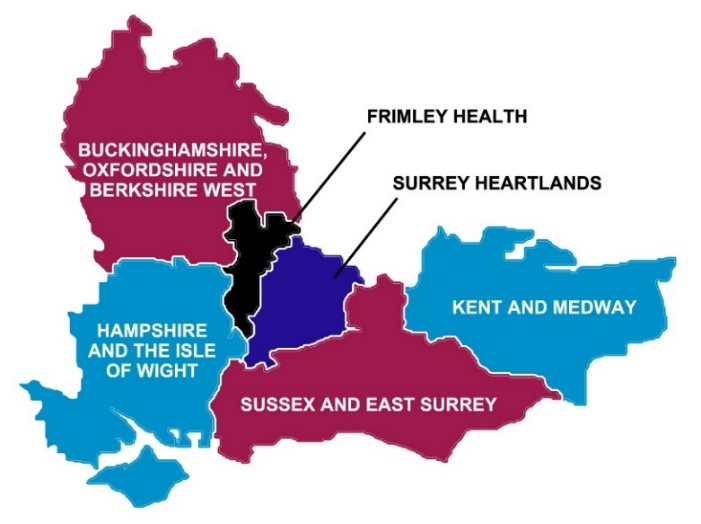 FRIMLEY HEALTH
BUCKINGHAMSHIRE,
OXFORDSHIRE AND
BERKSHIRE WEST
SURREY HEARTLANDS
KENT AND MEDWAY
HAMPSHIRE
AND THE ISLE
OF WIGHT
SUSSEX AND EAST SURREY